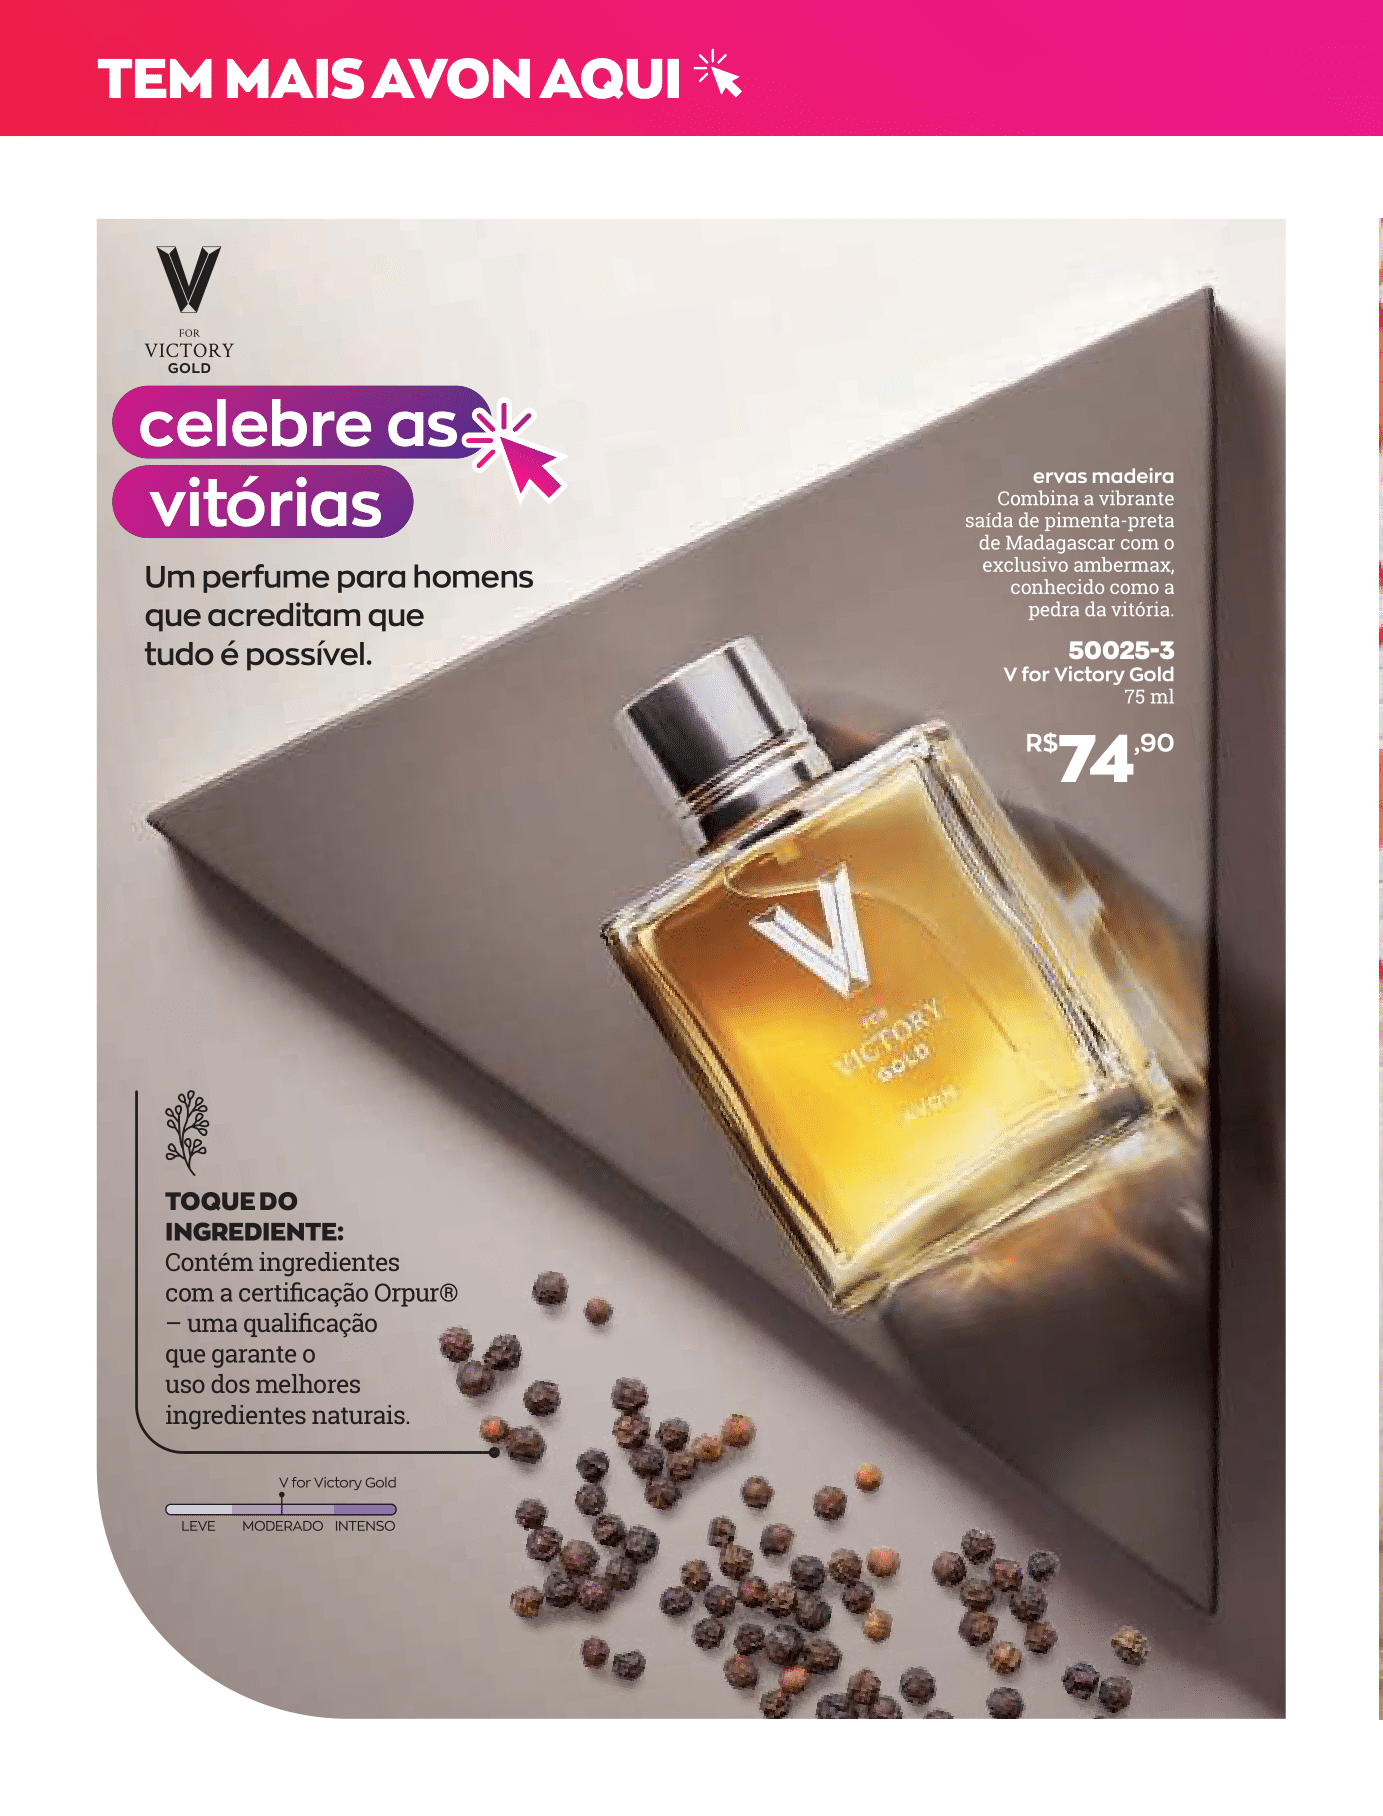 TEM MAIS AVON AQUI
V
FOR
VICTORY
GOLD
celebre as
vitórias
Um perfume para homens
que acreditam que
tudo é possível.
ervas madeira
Combina a vibrante
saída de pimenta-preta
de Madagascar com o
exclusivo ambermax,
conhecido como a
pedra da vitória.
50025-3
V for Victory Gold
75 ml
R$74,90
V
FOR
VICTORY
GOLD
AVON
TOQUE DO
INGREDIENTE:
Contém ingredientes
com a certificação Orpur®
– uma qualificação
que garante o
uso dos melhores
ingredientes naturais.
V for Victory Gold
LEVE MODERADO INTENSO